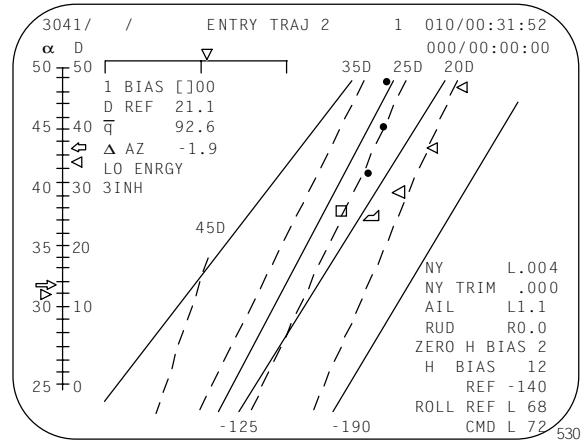 3041/ / ENTRY TRAJ 2 1 010/00:31:52
000/00:00:00
α D
50 50
35D 25D 20D
1 BIAS []00
D REF 21.1
q̅ 92.6
45 40
Δ AZ -1.9
LO ENRGY
40 30 3INH
45D
35 20
NY L.004
NY TRIM .000
30 10
AIL L1.1
RUD R0.0
ZERO H BIAS 2
H BIAS 12
25 0
REF -140
ROLL REF L 68
-125 -190 CMD L 72
530